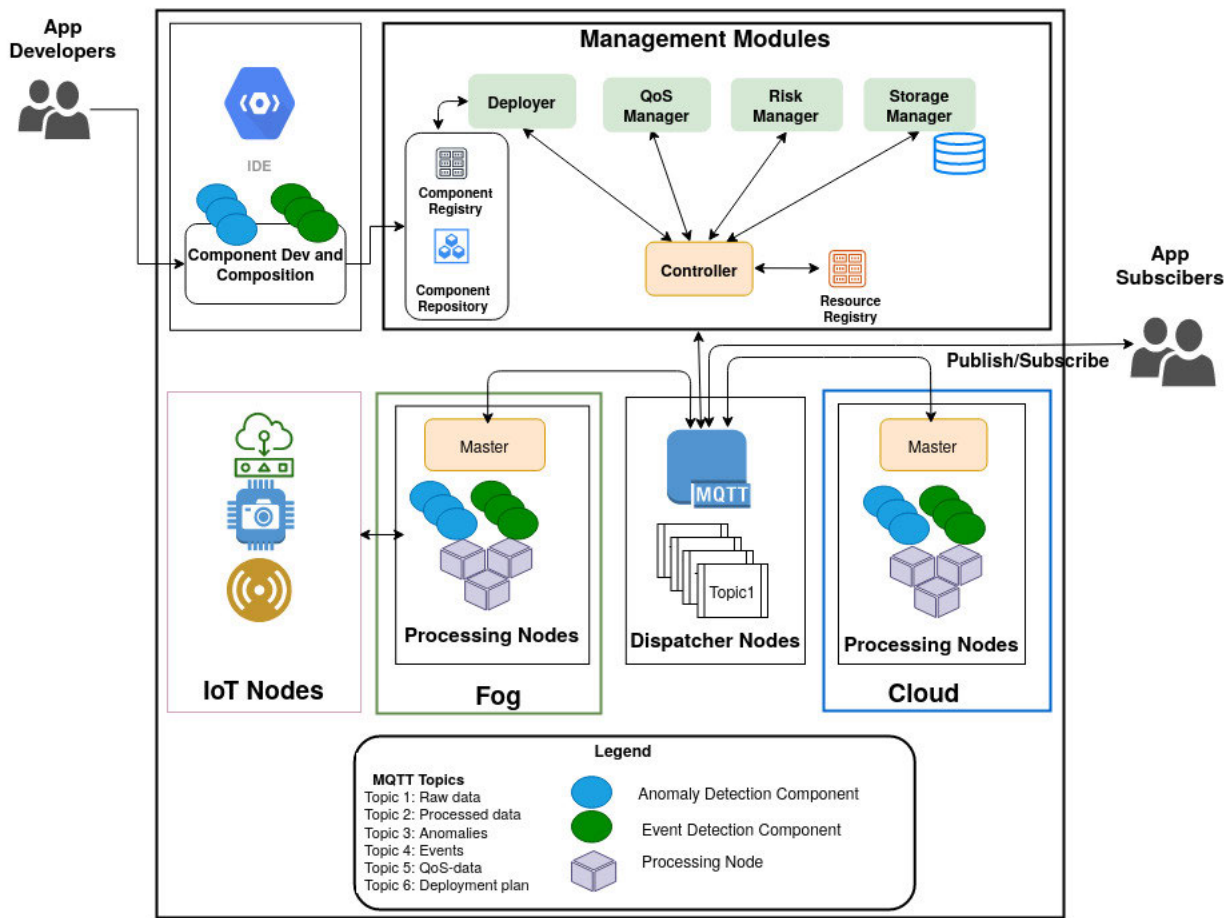 App
Developers
IDE
Component Dev and
Composition
Management Modules
Deployer
QoS
Manager
Risk
Manager
Storage
Manager
Component
Registry
Component
Repository
Controller
Resource
Registry
App
Subscibers
Publish/Subscribe
IoT Nodes
Master
Processing Nodes
Fog
MQTT
Topic1
Dispatcher Nodes
Master
Processing Nodes
Cloud
Legend
MQTT Topics
Topic 1: Raw data
Topic 2: Processed data
Topic 3: Anomalies
Topic 4: Events
Topic 5: QoS-data
Topic 6: Deployment plan
Anomaly Detection Component
Event Detection Component
Processing Node